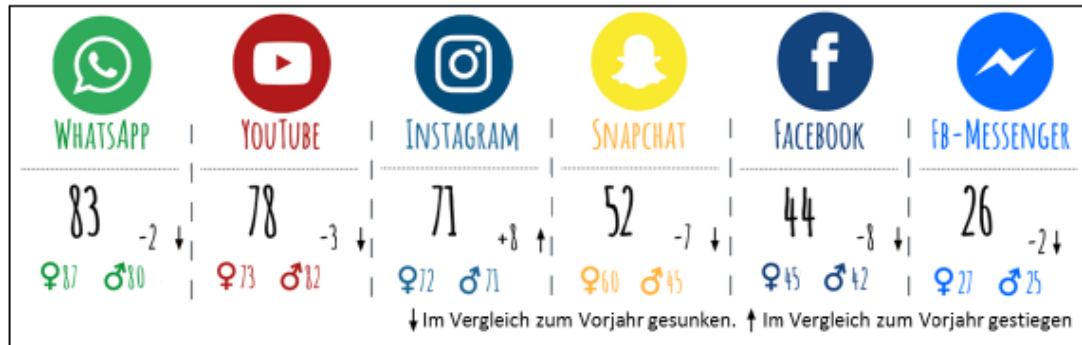 WhatsApp YouTube Instagram Snapchat Facebook Fb-Messenger
83 -2 ↓ 78 -3 ↓ 71 +8 ↑ 52 -7 ↓ 44 -8 ↓ 26 -2 ↓
♀87 ♂80 ♀73 ♂82 ♀72 ♂71 ♀60 ♂45 ♀45 ♂42 ♀27 ♂25
↓ Im Vergleich zum Vorjahr gesunken. ↑ Im Vergleich zum Vorjahr gestiegen